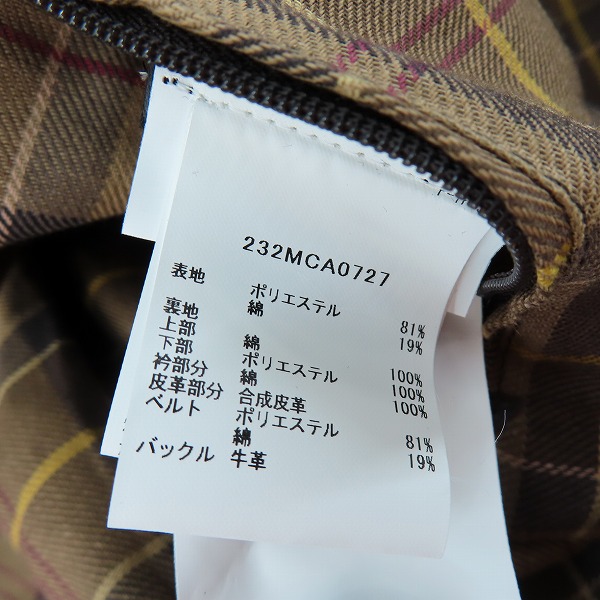 232MCA0727
表地 ポリエステル 81%
綿 19%
裏地
上部 綿 100%
下部 ポリエステル 100%
衿部分 綿 100%
皮革部分 合成皮革
ベルト ポリエステル 81%
綿 19%
バックル 牛革